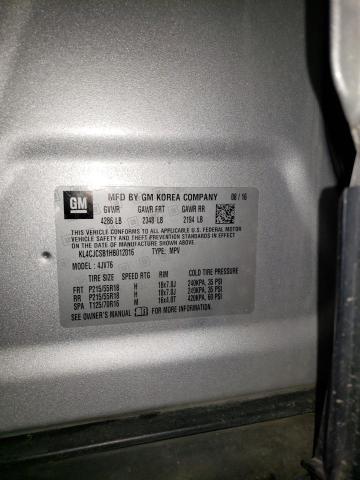 GM
MFD BY GM KOREA COMPANY 08/16
GVWR GAWR FRT GAWR RR
4286 LB 2348 LB 2194 LB
THIS VEHICLE CONFORMS TO ALL APPLICABLE U.S. FEDERAL MOTOR
VEHICLE SAFETY, BUMPER, AND THEFT PREVENTION STANDARDS
IN EFFECT ON THE DATE OF MANUFACTURE SHOWN ABOVE.
KL4CJCSB1HB012016 TYPE: MPV
MODEL: 4JV76
TIRE SIZE SPEED RTG RIM COLD TIRE PRESSURE
FRT P215/55R18 H 18x7.0J 240KPA, 35 PSI
RR P215/55R18 H 18x7.0J 240KPA, 35 PSI
SPA T125/70R16 M 16x4.0T 420KPA, 60 PSI
SEE OWNER'S MANUAL FOR MORE INFORMATION.